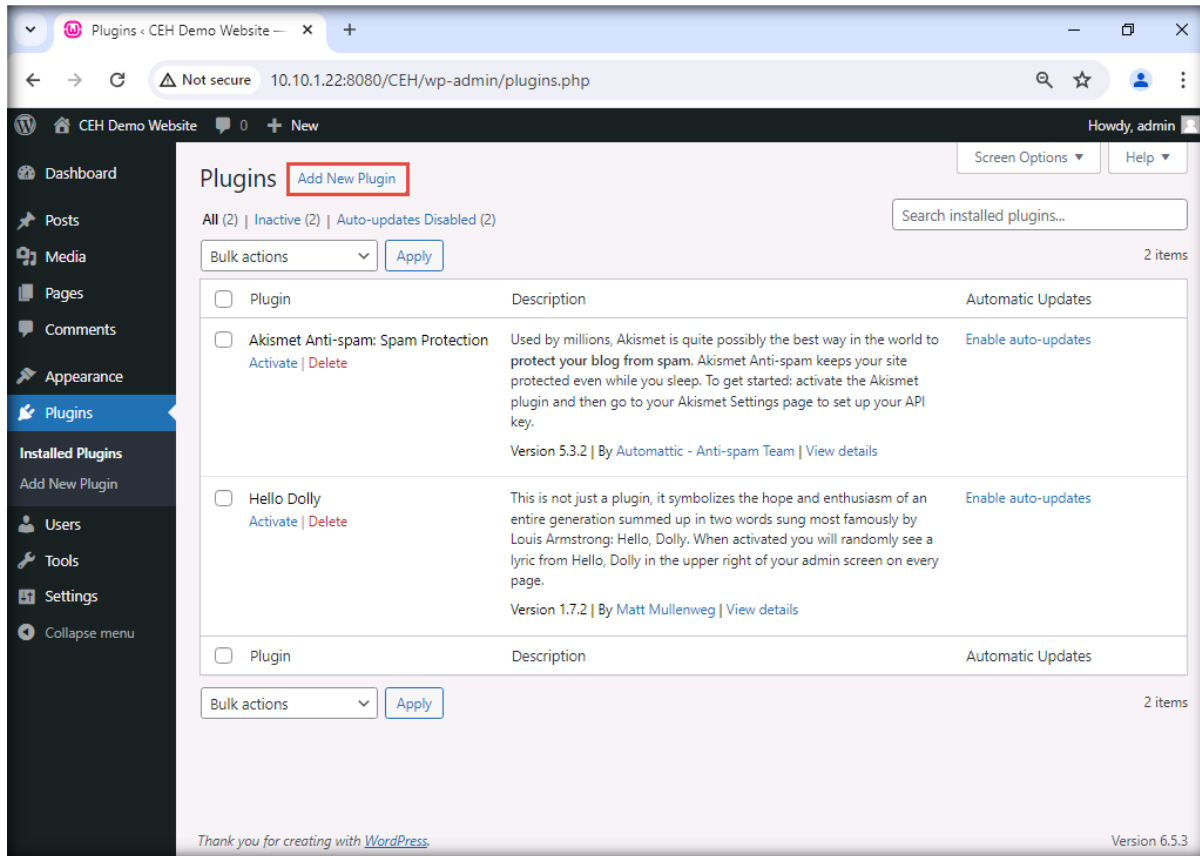 Plugins ‹ CEH Demo Website —
Not secure 10.10.1.22:8080/CEH/wp-admin/plugins.php
CEH Demo Website 0 + New Howdy, admin
Screen Options ▼ Help ▼
Dashboard
Posts
Media
Pages
Comments
Appearance
Plugins
Installed Plugins
Add New Plugin
Users
Tools
Settings
Collapse menu
Plugins Add New Plugin
All (2) | Inactive (2) | Auto-updates Disabled (2)
Search installed plugins...
Bulk actions Apply 2 items
Plugin Description Automatic Updates
Akismet Anti-spam: Spam Protection
Activate | Delete
Used by millions, Akismet is quite possibly the best way in the world to
protect your blog from spam. Akismet Anti-spam keeps your site
protected even while you sleep. To get started: activate the Akismet
plugin and then go to your Akismet Settings page to set up your API
key.
Version 5.3.2 | By Automattic - Anti-spam Team | View details
Enable auto-updates
Hello Dolly
Activate | Delete
This is not just a plugin, it symbolizes the hope and enthusiasm of an
entire generation summed up in two words sung most famously by
Louis Armstrong: Hello, Dolly. When activated you will randomly see a
lyric from Hello, Dolly in the upper right of your admin screen on every
page.
Version 1.7.2 | By Matt Mullenweg | View details
Enable auto-updates
Plugin Description Automatic Updates
Bulk actions Apply 2 items
Thank you for creating with WordPress. Version 6.5.3